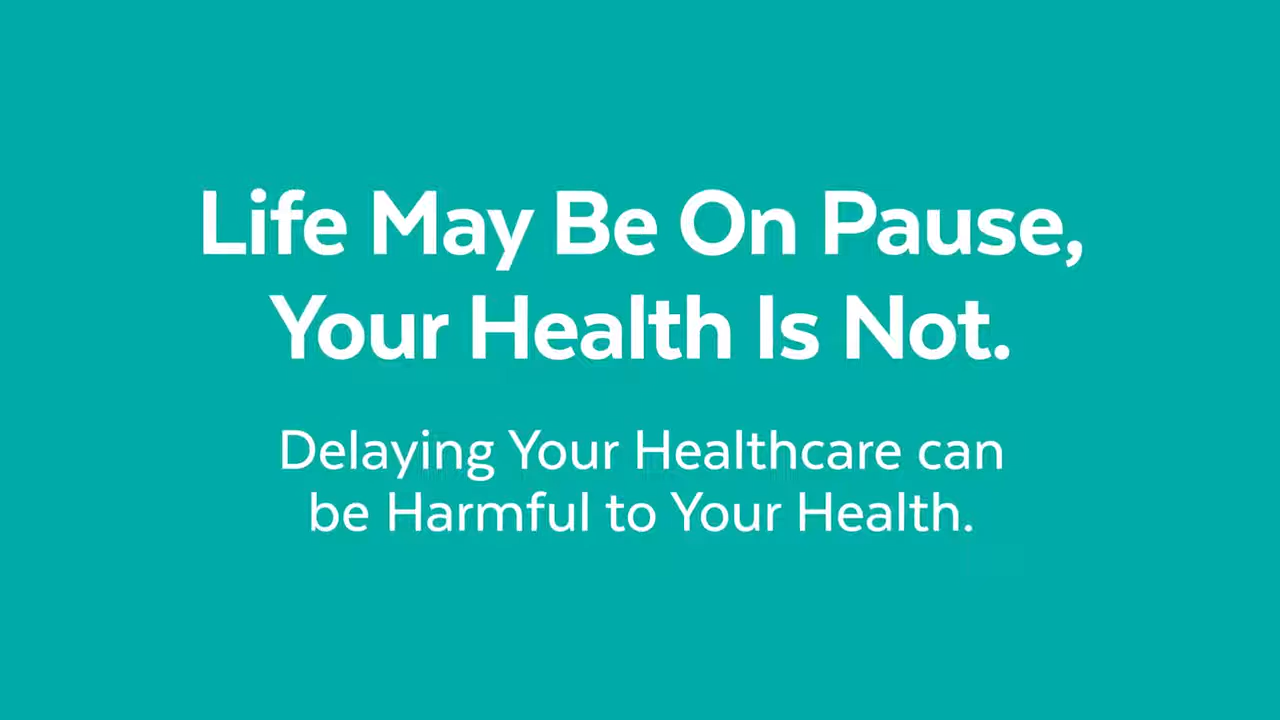 Life May Be On Pause,
Your Health Is Not.
Delaying Your Healthcare can
be Harmful to Your Health.